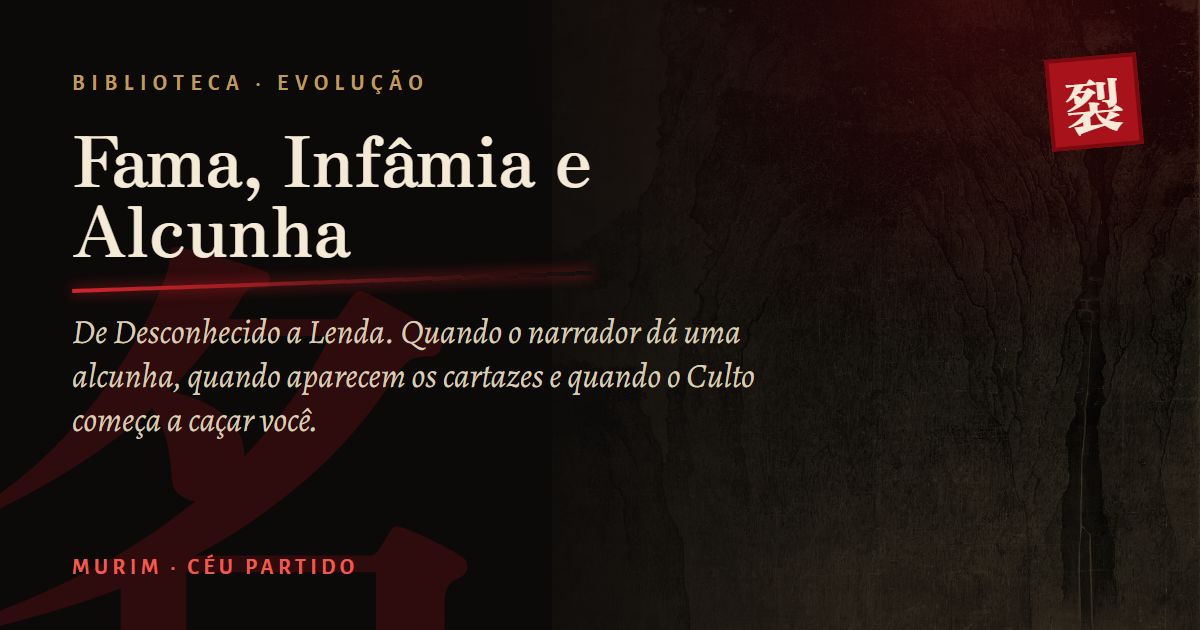 BIBLIOTECA · EVOLUÇÃO
裂
Fama, Infâmia e
Alcunha
De Desconhecido a Lenda. Quando o narrador dá uma
alcunha, quando aparecem os cartazes e quando o Culto
começa a caçar você.
名
MURIM · CÉU PARTIDO